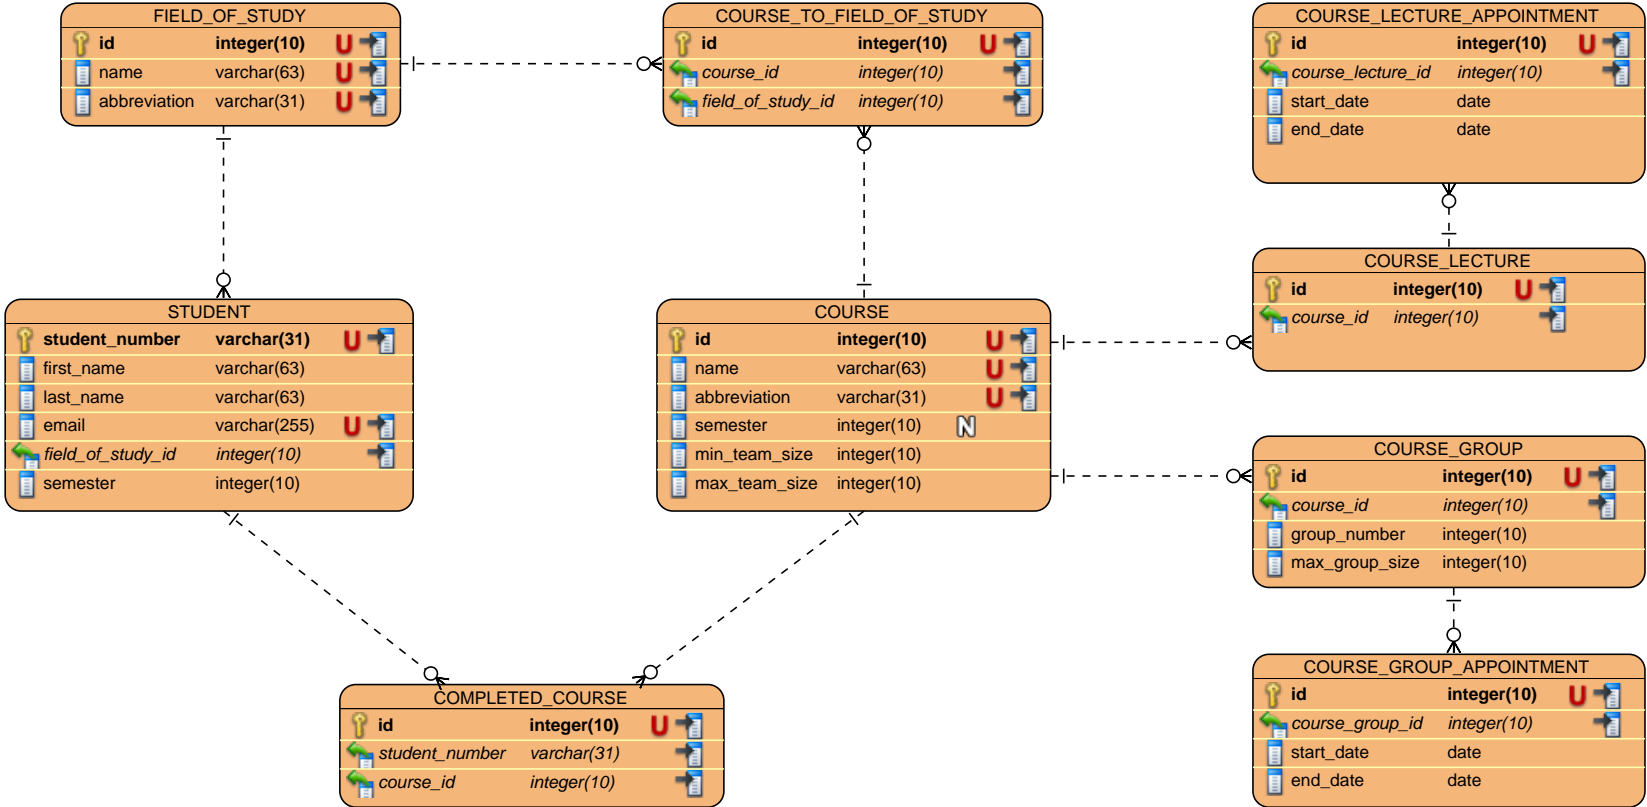 FIELD_OF_STUDY
id integer(10) U
name varchar(63) U
abbreviation varchar(31) U
COURSE_TO_FIELD_OF_STUDY
id integer(10) U
course_id integer(10)
field_of_study_id integer(10)
COURSE_LECTURE_APPOINTMENT
id integer(10) U
course_lecture_id integer(10)
start_date date
end_date date
COURSE_LECTURE
id integer(10) U
course_id integer(10)
STUDENT
student_number varchar(31) U
first_name varchar(63)
last_name varchar(63)
email varchar(255) U
field_of_study_id integer(10)
semester integer(10)
COURSE
id integer(10) U
name varchar(63) U
abbreviation varchar(31) U
semester integer(10) N
min_team_size integer(10)
max_team_size integer(10)
COURSE_GROUP
id integer(10) U
course_id integer(10)
group_number integer(10)
max_group_size integer(10)
COURSE_GROUP_APPOINTMENT
id integer(10) U
course_group_id integer(10)
start_date date
end_date date
COMPLETED_COURSE
id integer(10) U
student_number varchar(31)
course_id integer(10)